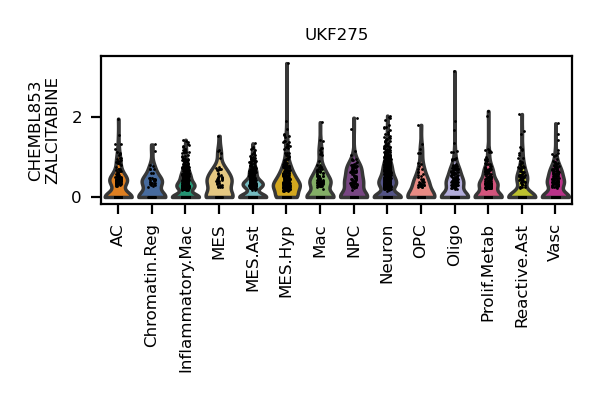 UKF275
CHEMBL853
ZALCITABINE
2
0
AC
Chromatin.Reg
Inflammatory.Mac
MES
MES.Ast
MES.Hyp
Mac
NPC
Neuron
OPC
Oligo
Prolif.Metab
Reactive.Ast
Vasc